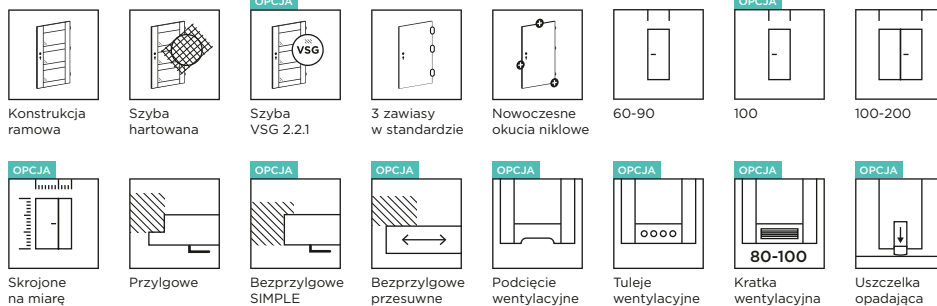 OPCJA
OPCJA
VSG
Konstrukcja
ramowa
Szyba
hartowana
Szyba
VSG 2.2.1
3 zawiasy
w standardzie
Nowoczesne
okucia niklowe
60-90
100
100-200
OPCJA
OPCJA
OPCJA
OPCJA
OPCJA
OPCJA
OPCJA
80-100
Skrojone
na miarę
Przylgowe
Bezprzylgowe
SIMPLE
Bezprzylgowe
przesuwne
Podcięcie
wentylacyjne
Tuleje
wentylacyjne
Kratka
wentylacyjna
Uszczelka
opadająca